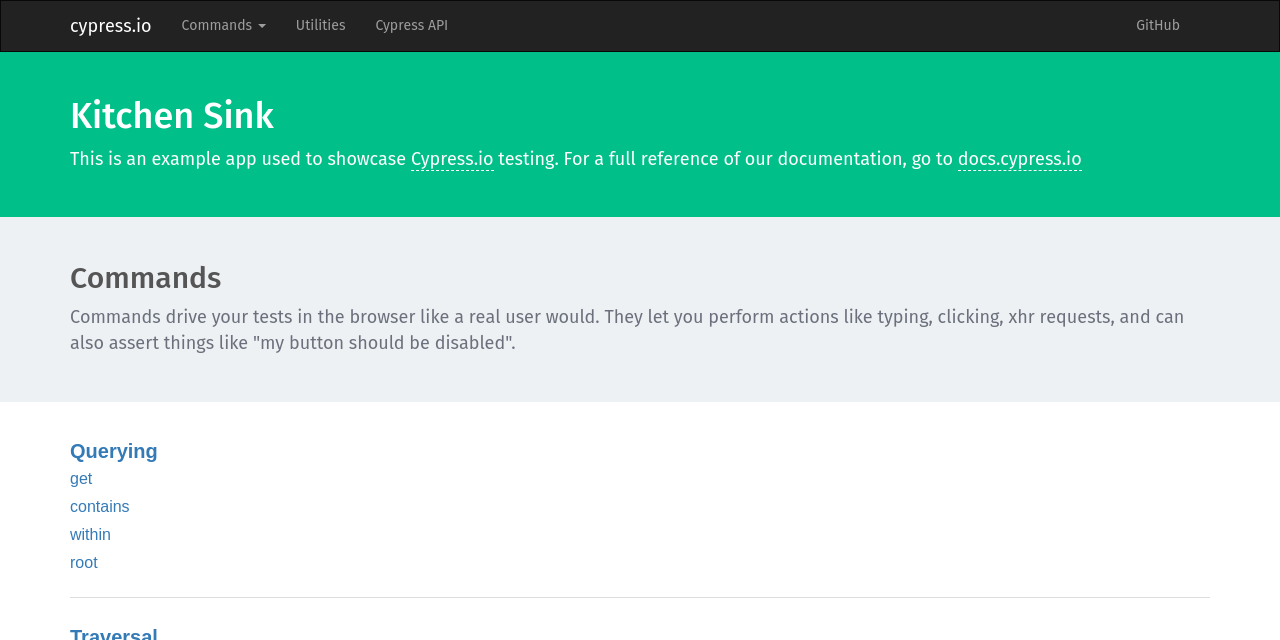 cypress.io Commands Utilities Cypress API GitHub
Kitchen Sink
This is an example app used to showcase Cypress.io testing. For a full reference of our documentation, go to docs.cypress.io
Commands
Commands drive your tests in the browser like a real user would. They let you perform actions like typing, clicking, xhr requests, and can
also assert things like "my button should be disabled".
Querying
get
contains
within
root
Traversal